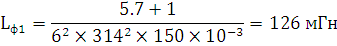 Lф1 = (5.7 + 1) / (6² × 314² × 150 × 10⁻³) = 126 мГн